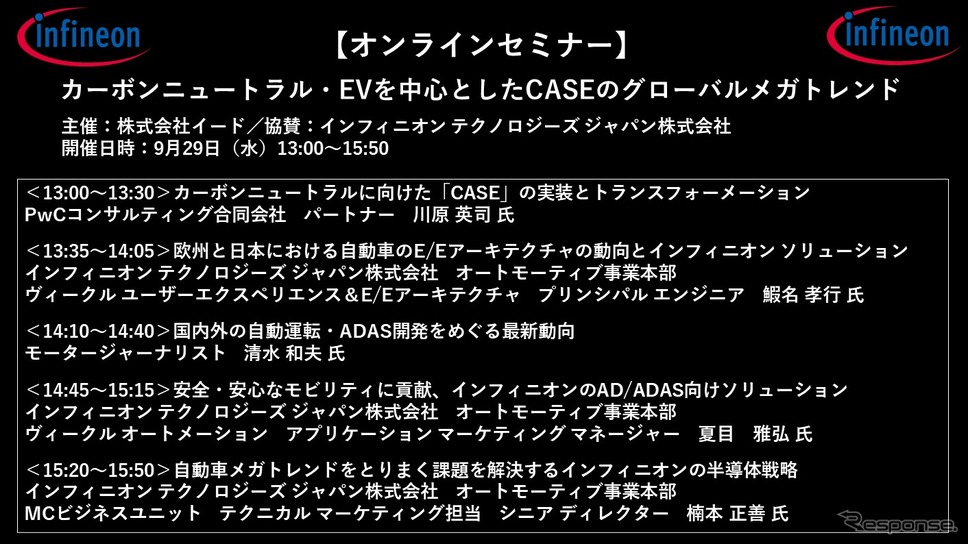 infineon
infineon
【オンラインセミナー】
カーボンニュートラル・EVを中心としたCASEのグローバルメガトレンド
主催：株式会社イード／協賛：インフィニオン テクノロジーズ ジャパン株式会社
開催日時：9月29日（水）13:00～15:50
＜13:00～13:30＞カーボンニュートラルに向けた「CASE」の実装とトランスフォーメーション
PwCコンサルティング合同会社　パートナー　川原 英司 氏
＜13:35～14:05＞欧州と日本における自動車のE/Eアーキテクチャの動向とインフィニオン ソリューション
インフィニオン テクノロジーズ ジャパン株式会社　オートモーティブ事業本部
ヴィークル ユーザーエクスペリエンス＆E/Eアーキテクチャ　プリンシパル エンジニア　鰕名 孝行 氏
＜14:10～14:40＞国内外の自動運転・ADAS開発をめぐる最新動向
モータージャーナリスト　清水 和夫 氏
＜14:45～15:15＞安全・安心なモビリティに貢献、インフィニオンのAD/ADAS向けソリューション
インフィニオン テクノロジーズ ジャパン株式会社　オートモーティブ事業本部
ヴィークル オートメーション　アプリケーション マーケティング マネージャー　夏目　雅弘 氏
＜15:20～15:50＞自動車メガトレンドをとりまく課題を解決するインフィニオンの半導体戦略
インフィニオン テクノロジーズ ジャパン株式会社　オートモーティブ事業本部
MCビジネスユニット　テクニカル マーケティング担当　シニア ディレクター　楠本 正善 氏
Response.